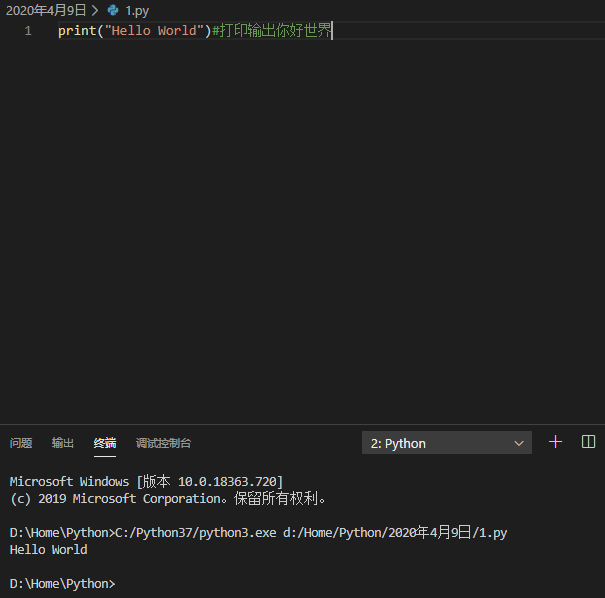 2020年4月9日 > 1.py
1 print("Hello World")#打印输出你好世界
问题 输出 终端 调试控制台 2: Python
Microsoft Windows [版本 10.0.18363.720]
(c) 2019 Microsoft Corporation。保留所有权利。
D:\Home\Python>C:/Python37/python3.exe d:/Home/Python/2020年4月9日/1.py
Hello World
D:\Home\Python>